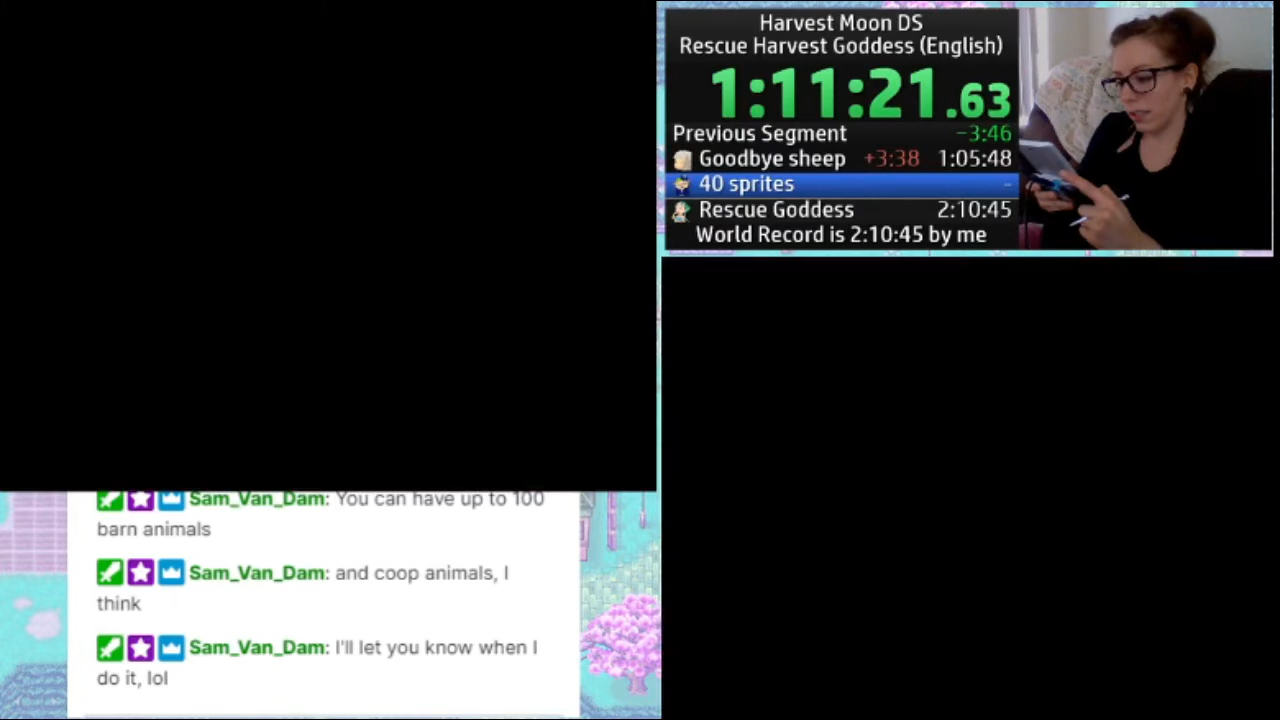 Harvest Moon DS
Rescue Harvest Goddess (English)
1:11:21.63
Previous Segment -3:46
Goodbye sheep +3:38 1:05:48
40 sprites -
Rescue Goddess 2:10:45
World Record is 2:10:45 by me
Sam_Van_Dam: You can have up to 100
barn animals
Sam_Van_Dam: and coop animals, I
think
Sam_Van_Dam: I'll let you know when I
do it, lol